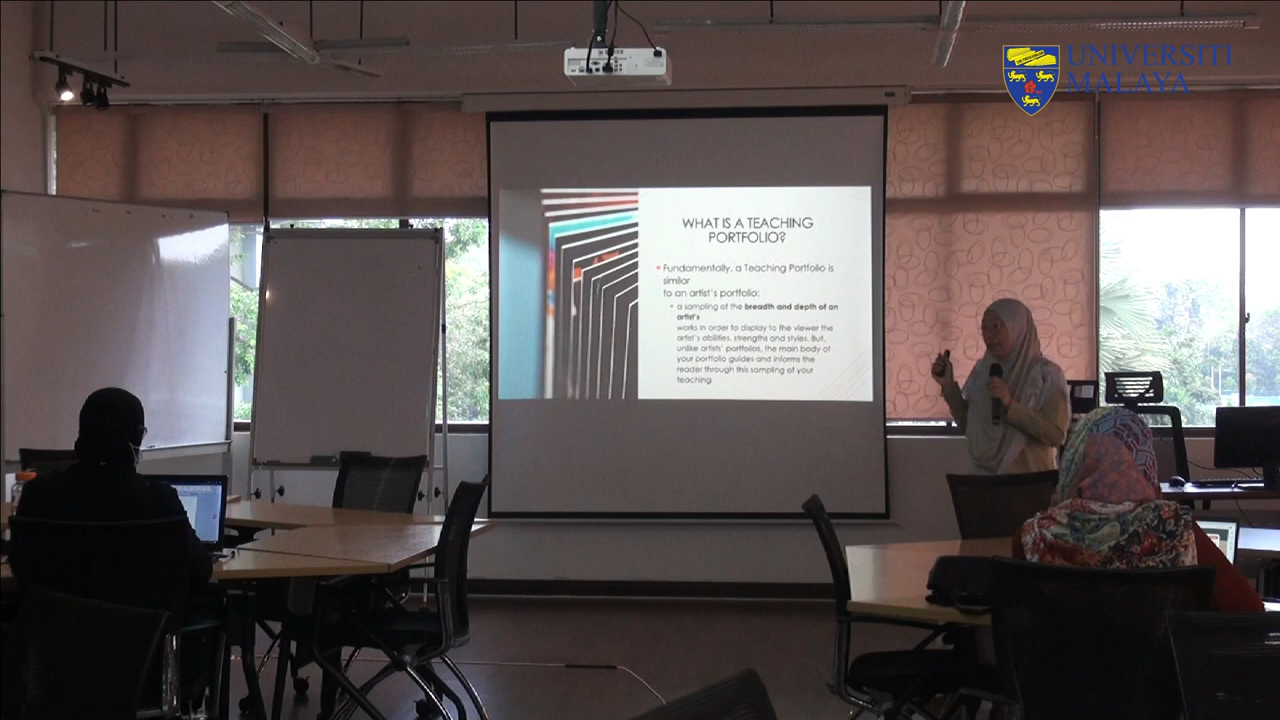 UNIVERSITI
MALAYA
WHAT IS A TEACHING
PORTFOLIO?
Fundamentally, a Teaching Portfolio is
similar
to an artist's portfolio:
a sampling of the breadth and depth of an
artist's
works in order to display to the viewer the
artist's abilities, strengths and styles. But,
unlike artists' portfolios, the main body of
your portfolio guides and informs the
reader through this sampling of your
teaching